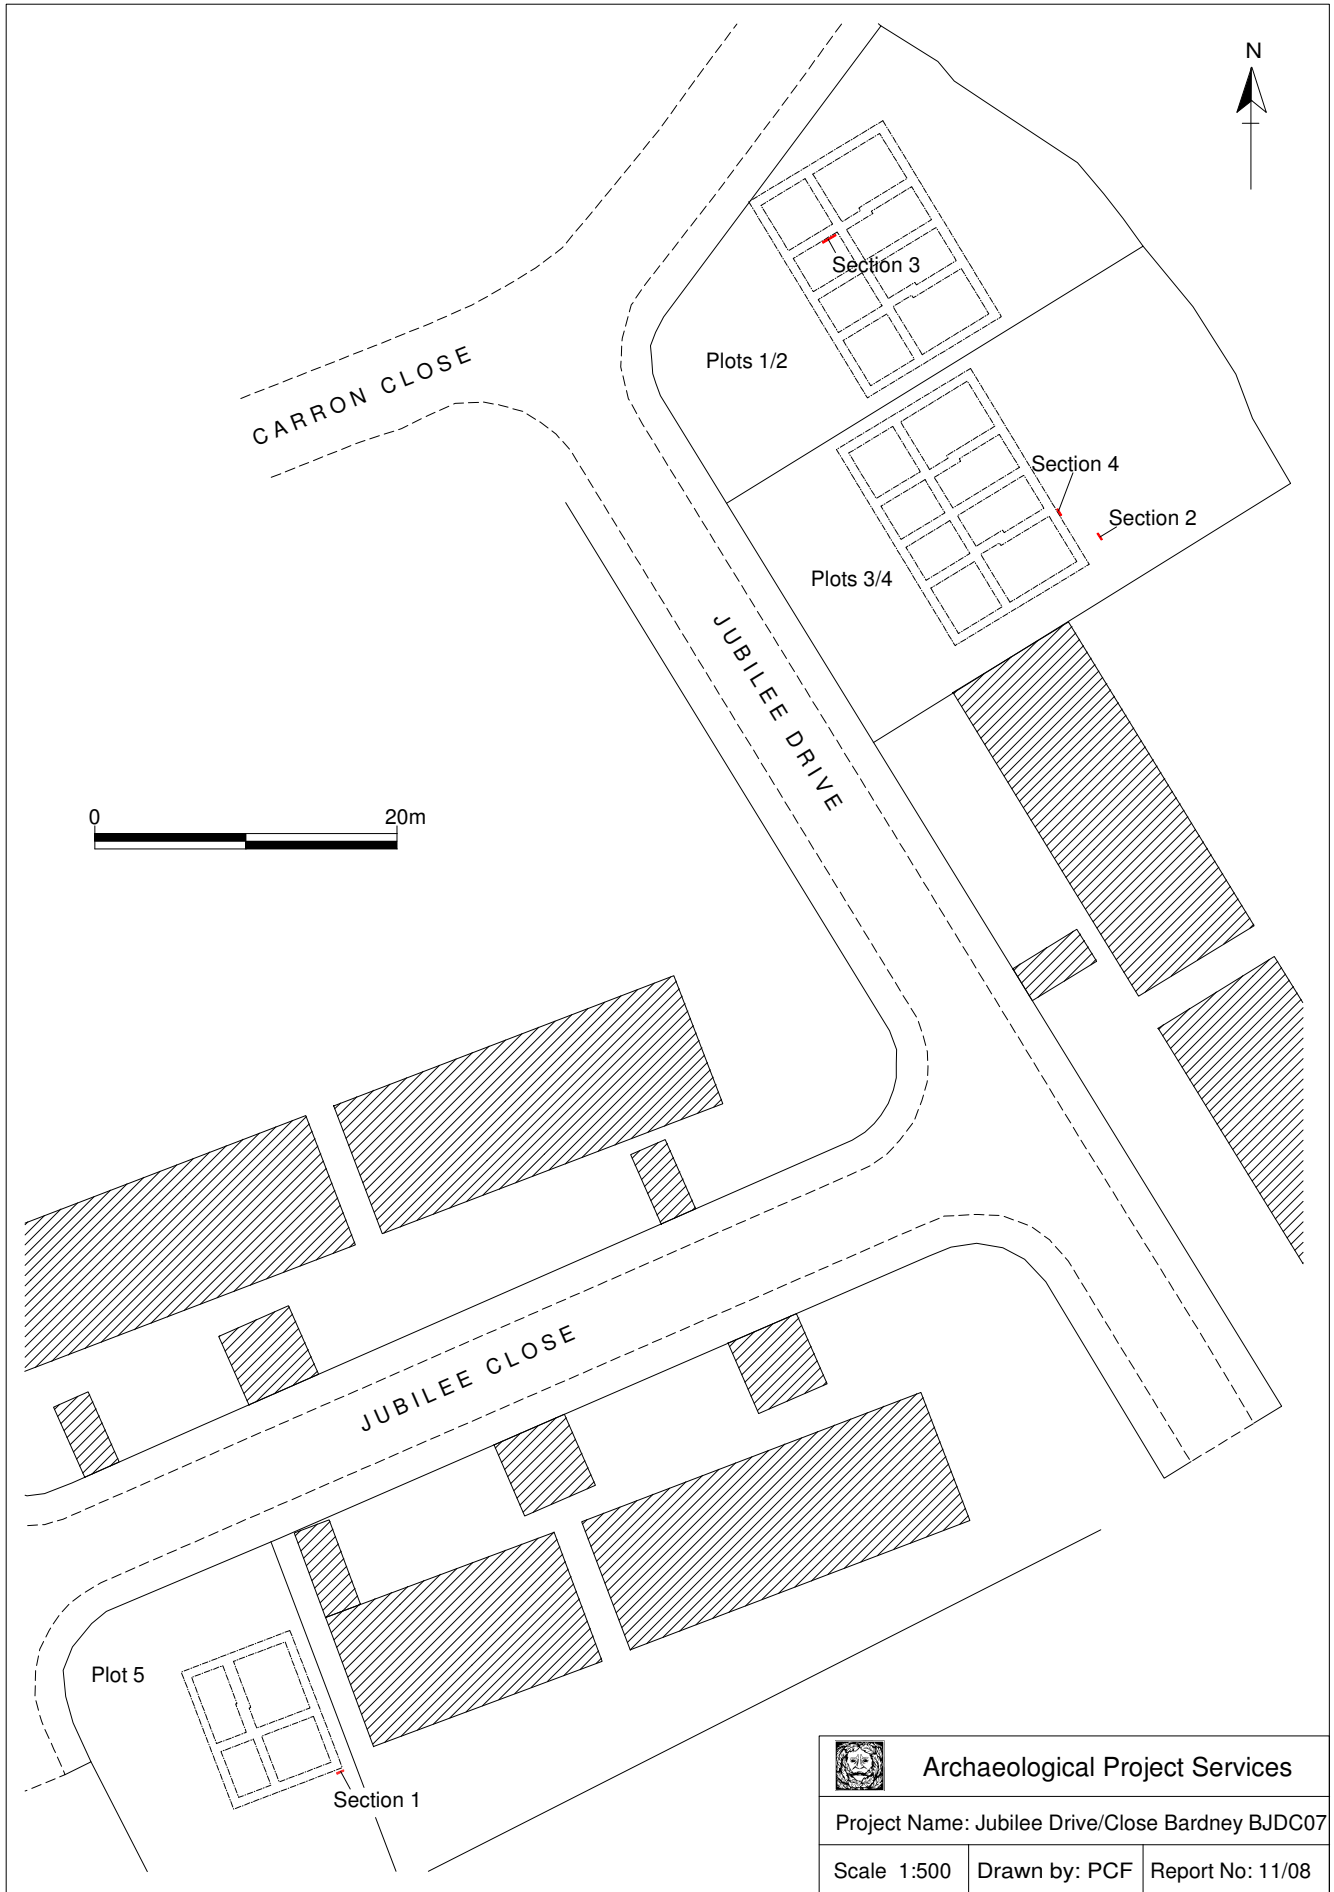 N
Section 3
Plots 1/2
CARRON CLOSE
Section 4
Section 2
Plots 3/4
JUBILEE DRIVE
0 20m
JUBILEE CLOSE
Plot 5
Section 1
Archaeological Project Services
Project Name: Jubilee Drive/Close Bardney BJDC07
Scale 1:500 Drawn by: PCF Report No: 11/08